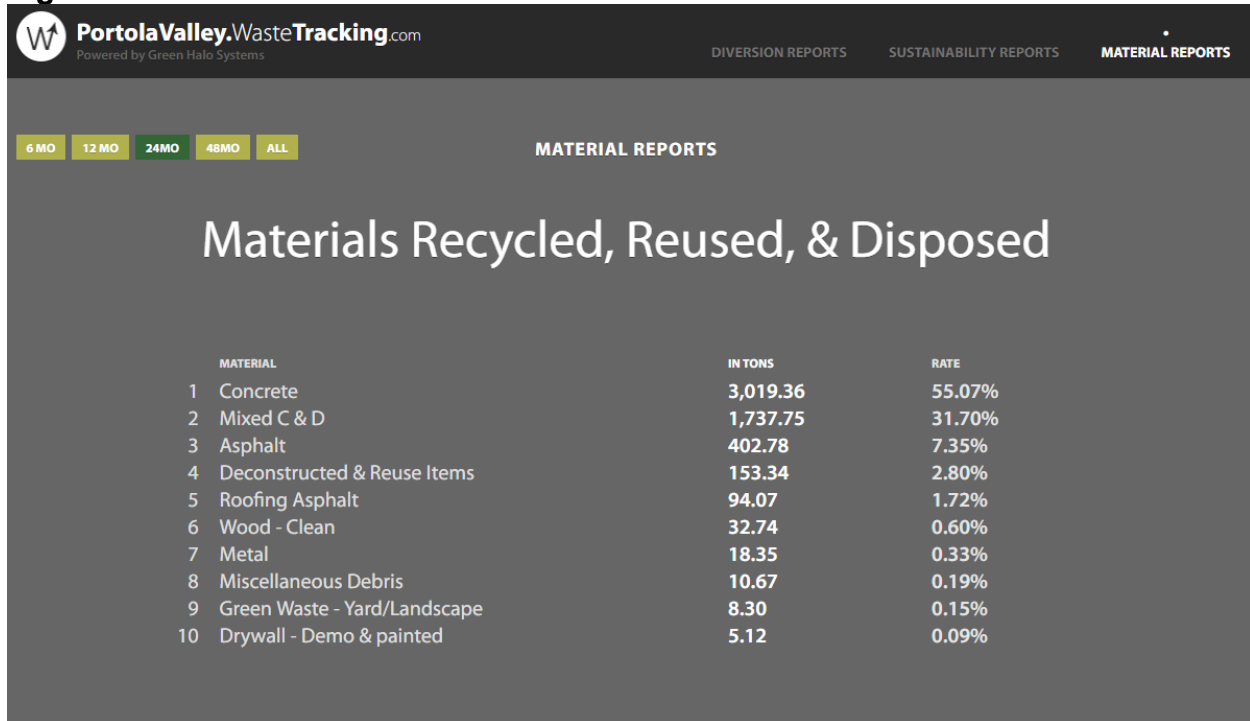 W PortolaValley.WasteTracking.com
Powered by Green Halo Systems
DIVERSION REPORTS SUSTAINABILITY REPORTS MATERIAL REPORTS
6 MO 12 MO 24MO 48MO ALL
MATERIAL REPORTS
Materials Recycled, Reused, & Disposed
MATERIAL IN TONS RATE
1 Concrete 3,019.36 55.07%
2 Mixed C & D 1,737.75 31.70%
3 Asphalt 402.78 7.35%
4 Deconstructed & Reuse Items 153.34 2.80%
5 Roofing Asphalt 94.07 1.72%
6 Wood - Clean 32.74 0.60%
7 Metal 18.35 0.33%
8 Miscellaneous Debris 10.67 0.19%
9 Green Waste - Yard/Landscape 8.30 0.15%
10 Drywall - Demo & painted 5.12 0.09%